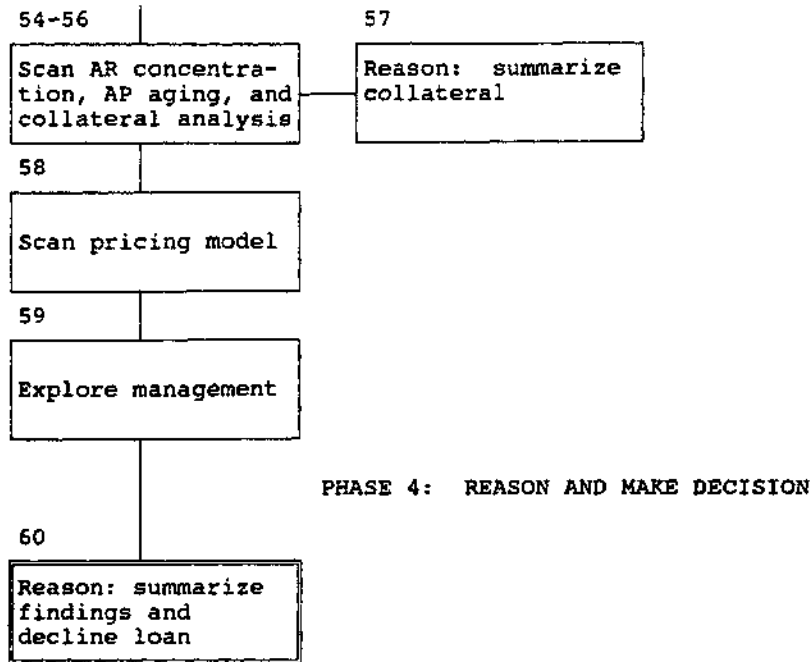 54-56
Scan AR concentra-
tion, AP aging, and
collateral analysis
57
Reason: summarize
collateral
58
Scan pricing model
59
Explore management
PHASE 4: REASON AND MAKE DECISION
60
Reason: summarize
findings and
decline loan